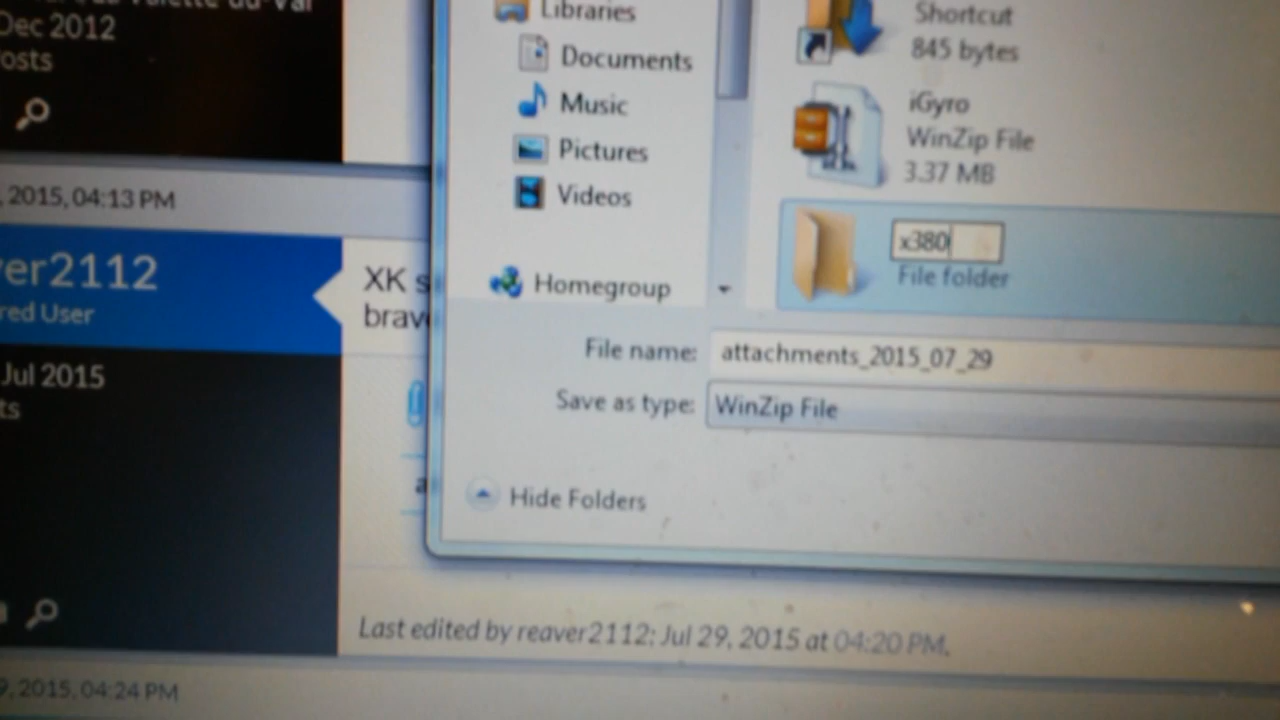 Dec 2012
Libraries
Documents
Music
Pictures
Videos
Homegroup
Shortcut
845 bytes
iGyro
WinZip File
3.37 MB
x380
File folder
File name: attachments_2015_07_29
Save as type: WinZip File
Hide Folders
, 2015, 04:13 PM
er2112
red User
XK s
brav
Jul 2015
ts
a
Last edited by reaver2112; Jul 29, 2015 at 04:20 PM.
9, 2015, 04:24 PM